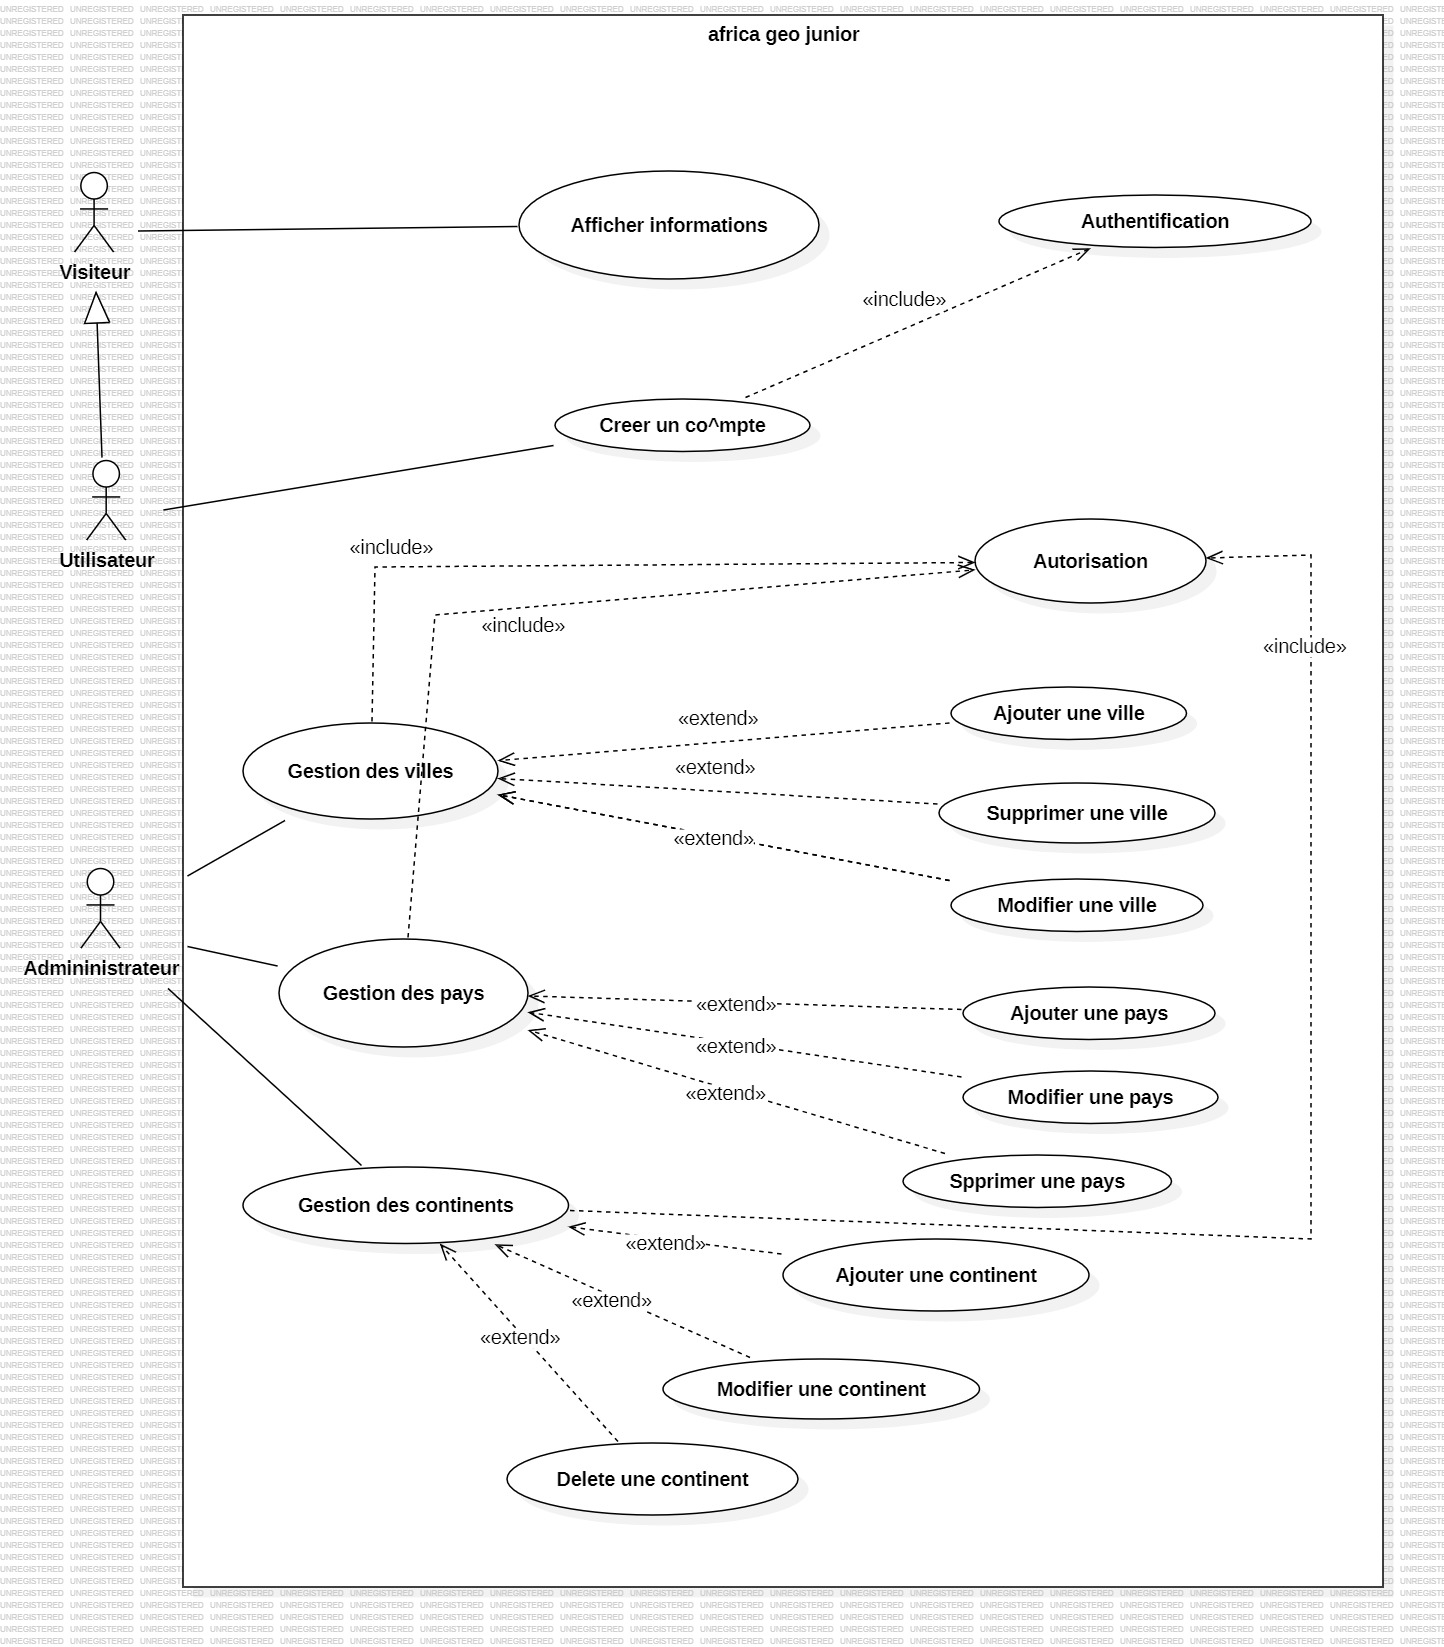 africa geo junior
Afficher informations
Authentification
Visiteur
«include»
Creer un co^mpte
Utilisateur
«include»
Autorisation
«include»
«include»
Ajouter une ville
«extend»
Gestion des villes
«extend»
Supprimer une ville
«extend»
Modifier une ville
Admininistrateur
Gestion des pays
«extend»
Ajouter une pays
«extend»
Modifier une pays
«extend»
Spprimer une pays
Gestion des continents
«extend»
Ajouter une continent
«extend»
«extend»
Modifier une continent
Delete une continent
UNREGISTERED